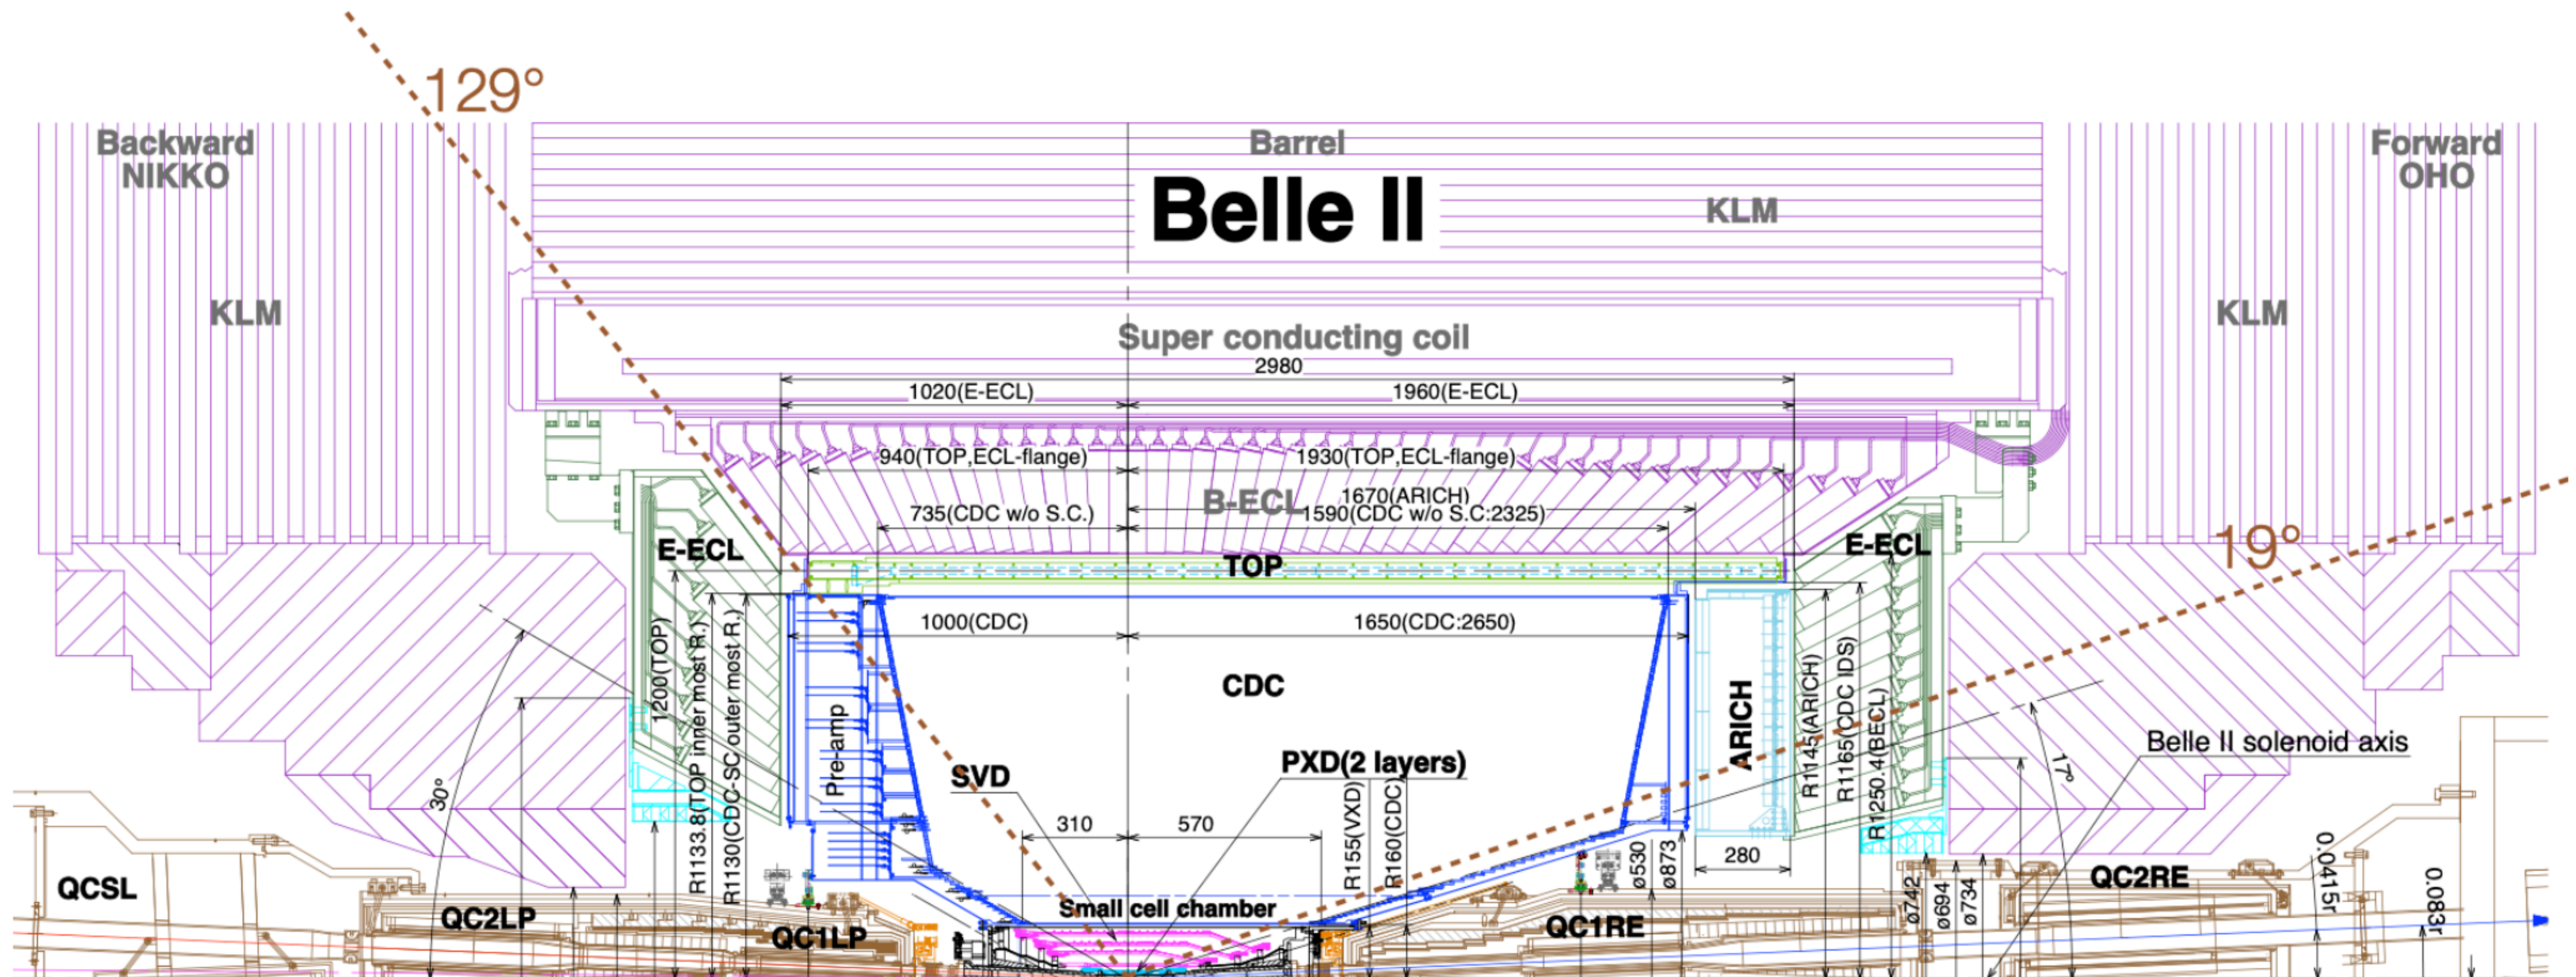 129°
Backward
NIKKO
Barrel
Forward
OHO
Belle II
KLM
KLM
KLM
Super conducting coil
2980
1020(E-ECL)
1960(E-ECL)
940(TOP,ECL-flange)
1930(TOP,ECL-flange)
B-ECL
1670(ARICH)
735(CDC w/o S.C.)
1590(CDC w/o S.C:2325)
E-ECL
E-ECL
19°
TOP
1000(CDC)
1650(CDC:2650)
1200(TOP)
R1133.8(TOP inner most R.)
R1130(CDC-SC outer most R.)
Pre-amp
CDC
ARICH
R1145(ARICH)
R1165(CDC IDS)
R1250.4(BECL)
30°
17°
Belle II solenoid axis
SVD
PXD(2 layers)
310
570
R155(VXD)
R160(CDC)
ø530
ø873
280
ø742
ø694
ø734
0.0415r
0.083r
QCSL
QC2LP
QC1LP
Small cell chamber
QC1RE
QC2RE